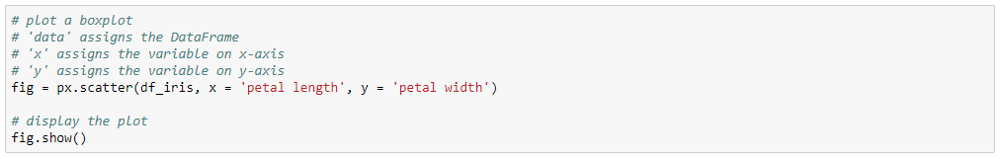 # plot a boxplot
# 'data' assigns the DataFrame
# 'x' assigns the variable on x-axis
# 'y' assigns the variable on y-axis
fig = px.scatter(df_iris, x = 'petal length', y = 'petal width')
# display the plot
fig.show()